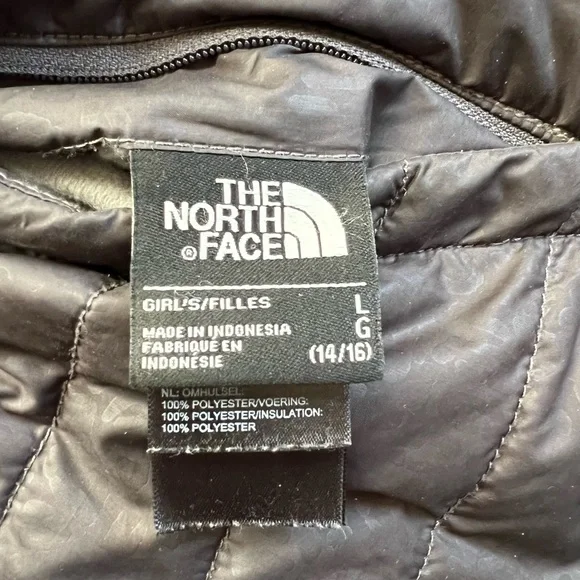 THE
NORTH
® FACE
GIRL'S/FILLES L
MADE IN INDONESIA G
FABRIQUE EN
INDONÉSIE (14/16)
NL: OMHULSEL:
100% POLYESTER/VOERING:
100% POLYESTER/INSULATION:
100% POLYESTER